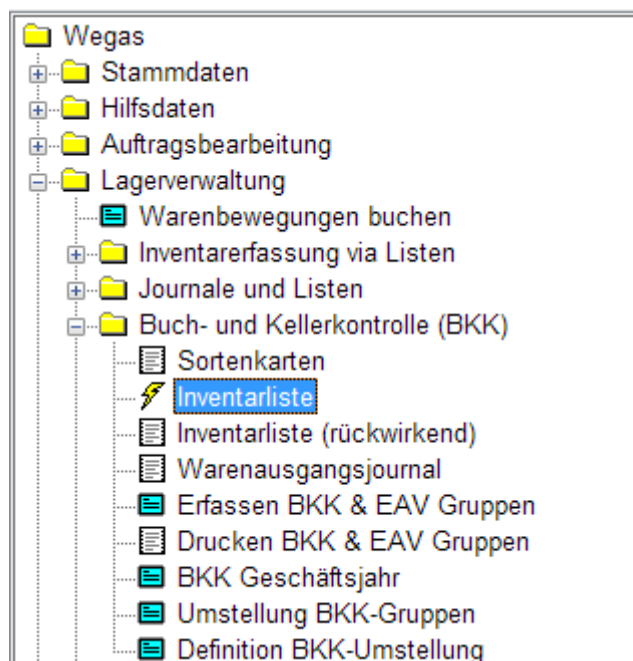 Wegas
Stammdaten
Hilfsdaten
Auftragsbearbeitung
Lagerverwaltung
Warenbewegungen buchen
Inventarerfassung via Listen
Journale und Listen
Buch- und Kellerkontrolle (BKK)
Sortenkarten
Inventarliste
Inventarliste (rückwirkend)
Warenausgangsjournal
Erfassen BKK & EAV Gruppen
Drucken BKK & EAV Gruppen
BKK Geschäftsjahr
Umstellung BKK-Gruppen
Definition BKK-Umstellung